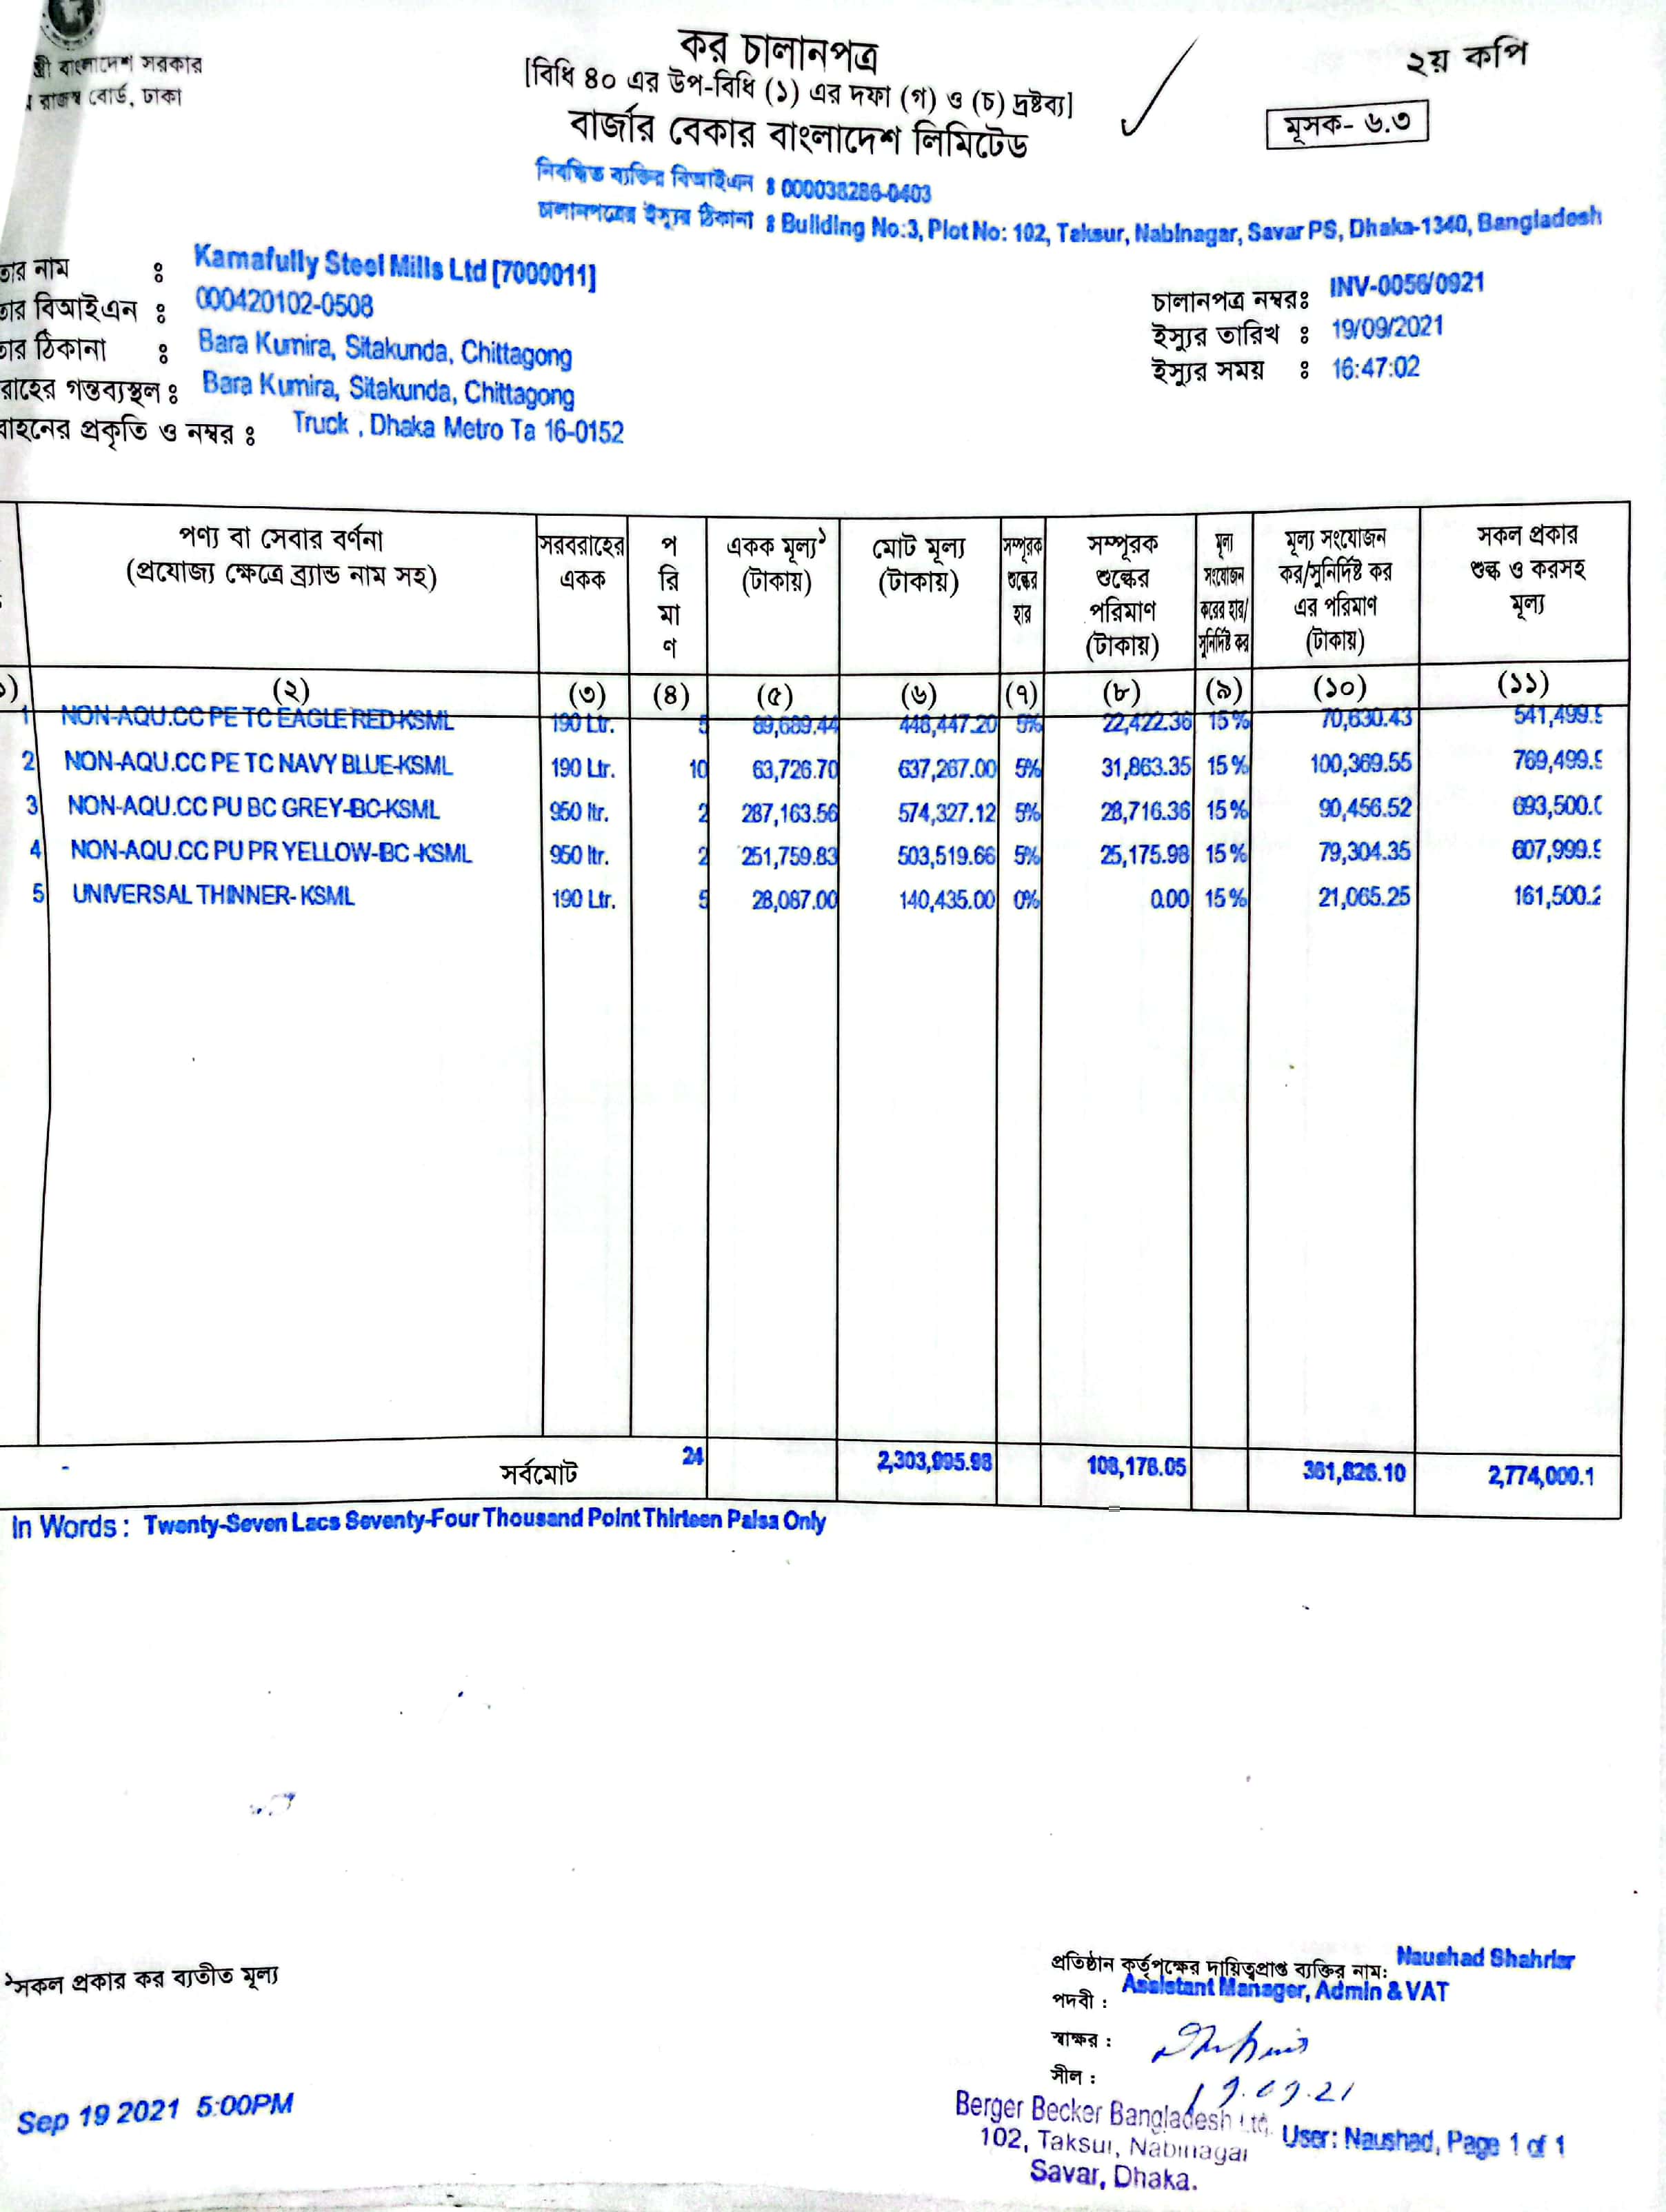 বাংলাদেশ সরকার
রাজস্ব বোর্ড, ঢাকা
কর চালানপত্র
[বিধি ৪০ এর উপ-বিধি (১) এর দফা (গ) ও (চ) দ্রষ্টব্য]
বার্জার বেকার বাংলাদেশ লিমিটেড
২য় কপি
মূসক- ৬.৩
নিবন্ধিত ব্যক্তির বিআইএন ঃ 000038286-0403
চালানপত্রের ইস্যুর ঠিকানা ঃ Building No:3, Plot No: 102, Taksur, Nabinagar, Savar PS, Dhaka-1340, Bangladesh
তার নাম ঃ Karnafully Steel Mills Ltd [7000011]
তার বিআইএন ঃ 000420102-0508
তার ঠিকানা ঃ Bara Kumira, Sitakunda, Chittagong
রাহের গন্তব্যস্থল ঃ Bara Kumira, Sitakunda, Chittagong
বাহনের প্রকৃতি ও নম্বর ঃ Truck , Dhaka Metro Ta 16-0152
চালানপত্র নম্বরঃ INV-0056/0921
ইস্যুর তারিখ ঃ 19/09/2021
ইস্যুর সময় ঃ 16:47:02
পণ্য বা সেবার বর্ণনা (প্রযোজ্য ক্ষেত্রে ব্র্যান্ড নাম সহ) সরবরাহের একক পরিমাণ একক মূল্য১ (টাকায়) মোট মূল্য (টাকায়) সম্পূরক শুল্কের হার সম্পূরক শুল্কের পরিমাণ (টাকায়) মূল্য সংযোজন করের হার/ সুনির্দিষ্ট কর মূল্য সংযোজন কর/সুনির্দিষ্ট কর এর পরিমাণ (টাকায়) সকল প্রকার শুল্ক ও করসহ মূল্য
১) (২) (৩) (৪) (৫) (৬) (৭) (৮) (৯) (১০) (১১)
1 NON-AQU.CC PE TC EAGLE RED-KSML 190 Ltr. 5 89,689.44 448,447.20 5% 22,422.36 15 % 70,630.43 541,499.9
2 NON-AQU.CC PE TC NAVY BLUE-KSML 190 Ltr. 10 63,726.70 637,267.00 5% 31,863.35 15 % 100,369.55 769,499.9
3 NON-AQU.CC PU BC GREY-BC-KSML 950 ltr. 2 287,163.56 574,327.12 5% 28,716.36 15 % 90,456.52 693,500.0
4 NON-AQU.CC PU PR YELLOW-BC -KSML 950 ltr. 2 251,759.83 503,519.66 5% 25,175.98 15 % 79,304.35 607,999.9
5 UNIVERSAL THINNER- KSML 190 Ltr. 5 28,087.00 140,435.00 0% 0.00 15 % 21,065.25 161,500.2
- সর্বমোট 24 2,303,995.98 108,178.05 361,826.10 2,774,000.1
In Words : Twenty-Seven Lacs Seventy-Four Thousand Point Thirteen Paisa Only
১সকল প্রকার কর ব্যতীত মূল্য
প্রতিষ্ঠান কর্তৃপক্ষের দায়িত্বপ্রাপ্ত ব্যক্তির নাম: Naushad Shahriar
পদবী : Assistant Manager, Admin & VAT
স্বাক্ষর :
সীল : 19.09.21
Sep 19 2021 5:00PM
Berger Becker Bangladesh Ltd.
102, Taksur, Nabinagar
Savar, Dhaka.
User: Naushad, Page 1 of 1